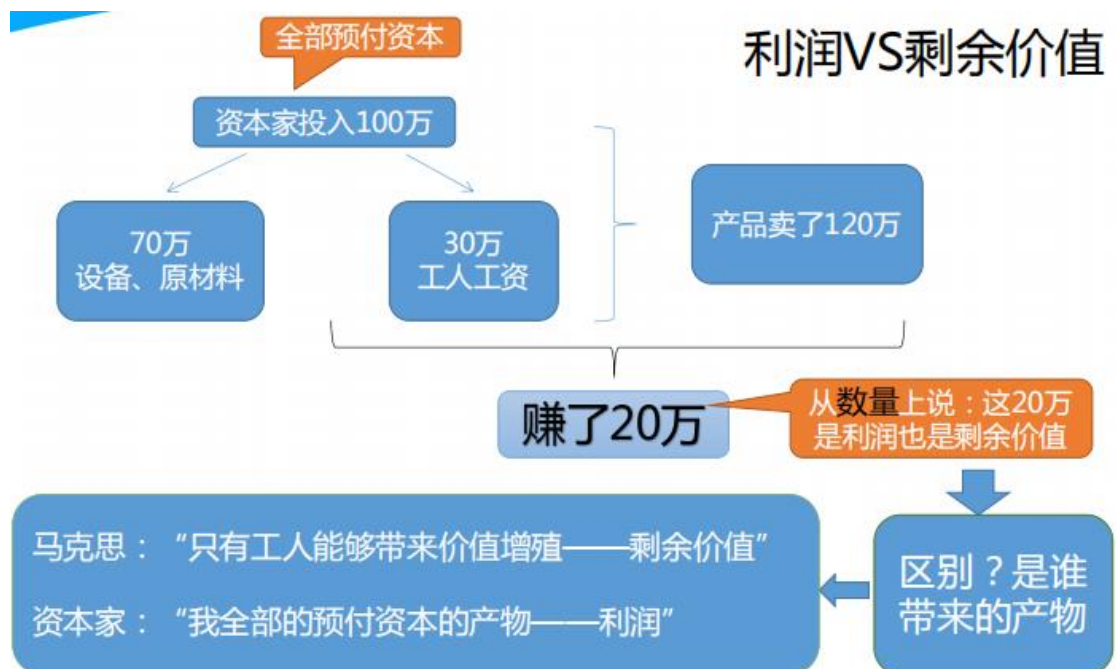 全部预付资本
利润VS剩余价值
资本家投入100万
70万
设备、原材料
30万
工人工资
产品卖了120万
赚了20万
从数量上说：这20万
是利润也是剩余价值
区别？是谁
带来的产物
马克思：“只有工人能够带来价值增殖——剩余价值”
资本家：“我全部的预付资本的产物——利润”